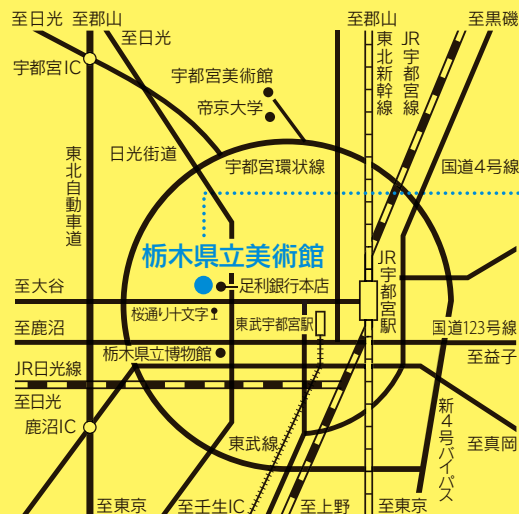 至日光
至郡山
至郡山
至黒磯
至日光
宇都宮IC
宇都宮美術館
帝京大学
東北新幹線
JR宇都宮線
東北自動車道
日光街道
宇都宮環状線
国道4号線
栃木県立美術館
足利銀行本店
JR宇都宮駅
至大谷
桜通り十文字
東武宇都宮駅
至鹿沼
国道123号線
栃木県立博物館
至益子
JR日光線
至日光
鹿沼IC
東武線
新4号バイパス
至真岡
至東京
至壬生IC
至上野
至東京